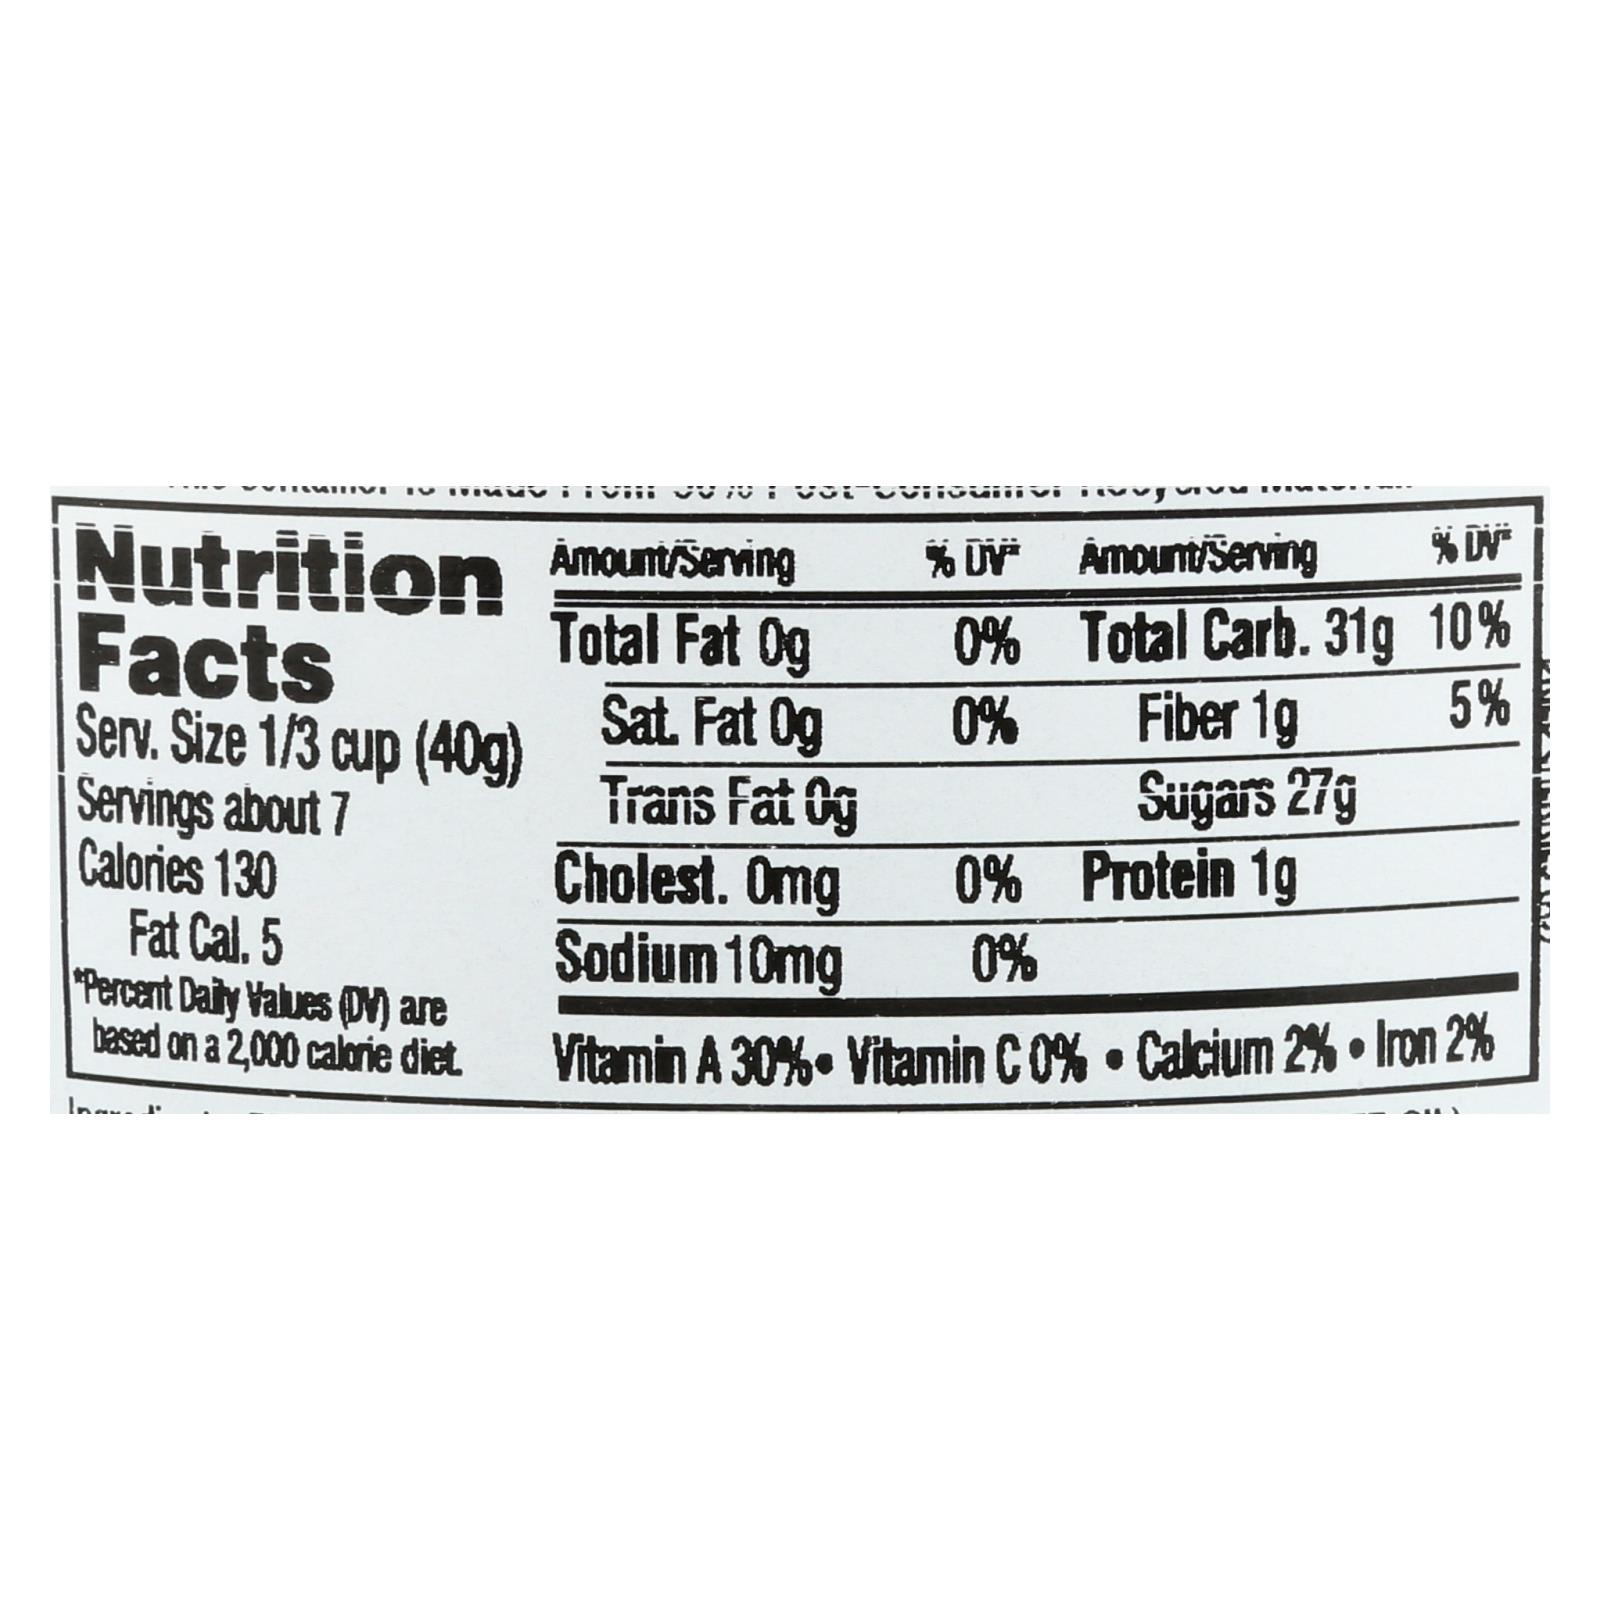 Nutrition
Facts
Serv. Size 1/3 cup (40g)
Servings about 7
Calories 130
Fat Cal. 5
*Percent Daily Values (DV) are
based on a 2,000 calorie diet.
Amount/Serving % DV*
Total Fat 0g 0%
Sat. Fat 0g 0%
Trans Fat 0g
Cholest. 0mg 0%
Sodium 10mg 0%
Amount/Serving % DV*
Total Carb. 31g 10%
Fiber 1g 5%
Sugars 27g
Protein 1g
Vitamin A 30% • Vitamin C 0% • Calcium 2% • Iron 2%